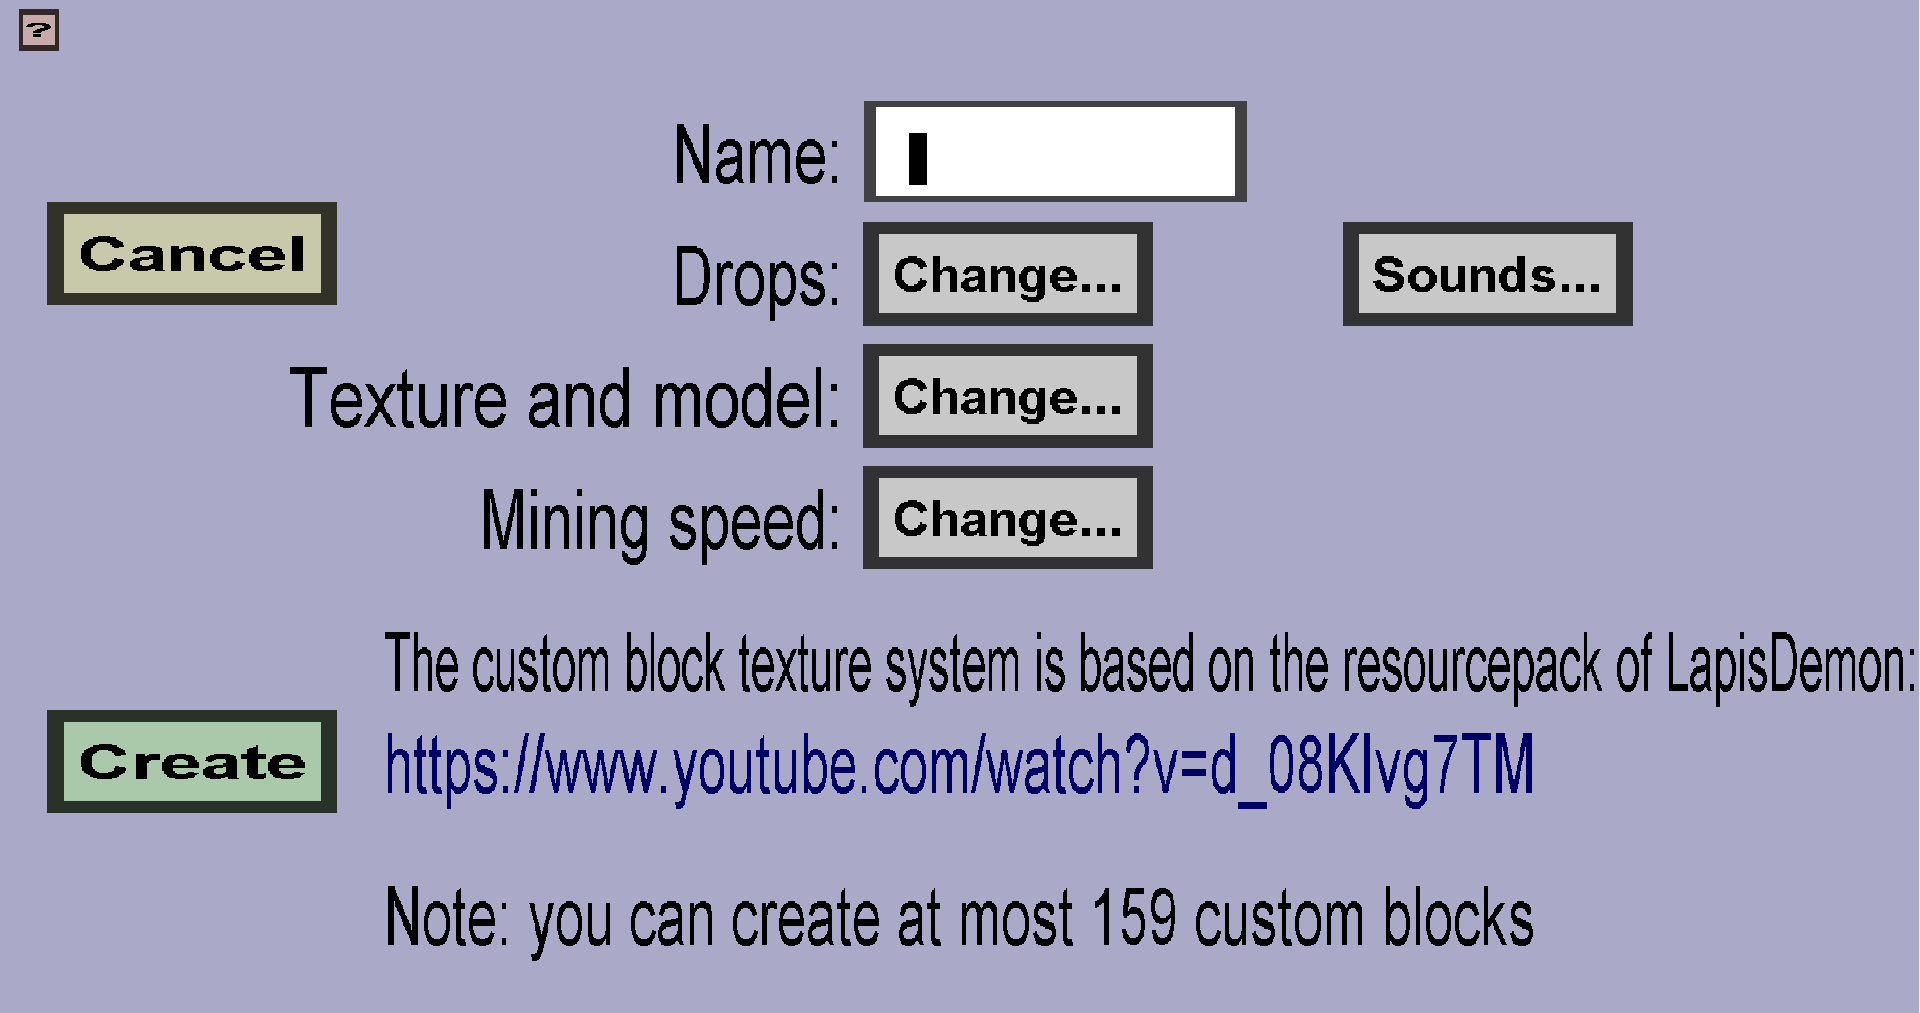 ?
Name:
Cancel
Drops: Change... Sounds...
Texture and model: Change...
Mining speed: Change...
The custom block texture system is based on the resourcepack of LapisDemon:
Create
https://www.youtube.com/watch?v=d_08KIvg7TM
Note: you can create at most 159 custom blocks